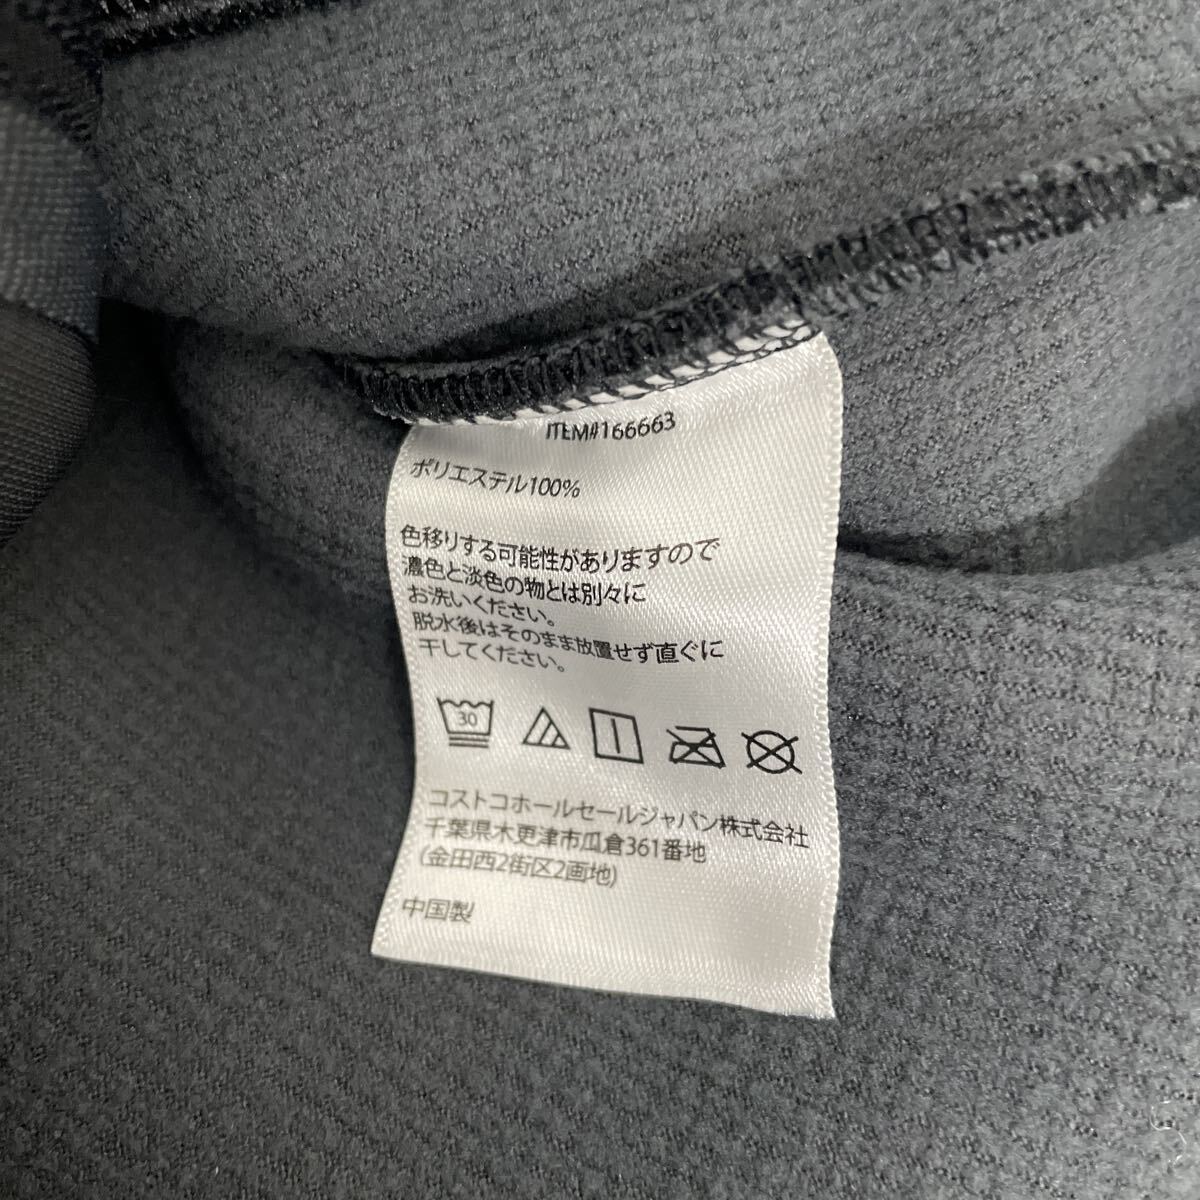 ITEM#166663
ポリエステル100%
色移りする可能性がありますので
濃色と淡色の物とは別々に
お洗いください。
脱水後はそのまま放置せず直ぐに
干してください。
30
コストコホールセールジャパン株式会社
千葉県木更津市瓜倉361番地
(金田西2街区2画地)
中国製